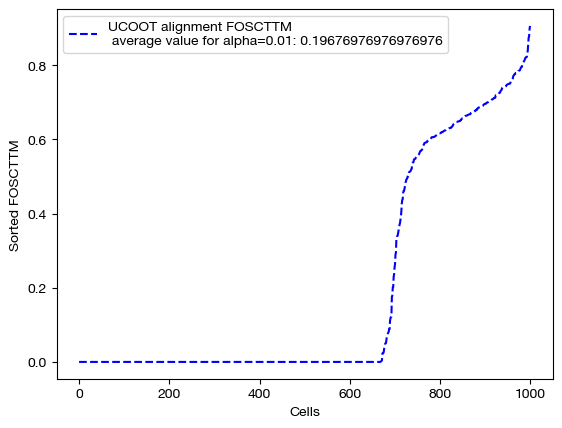 UCOOT alignment FOSCTTM
average value for alpha=0.01: 0.19676976976976976
0.8
0.6
0.4
0.2
0.0
Sorted FOSCTTM
0 200 400 600 800 1000
Cells